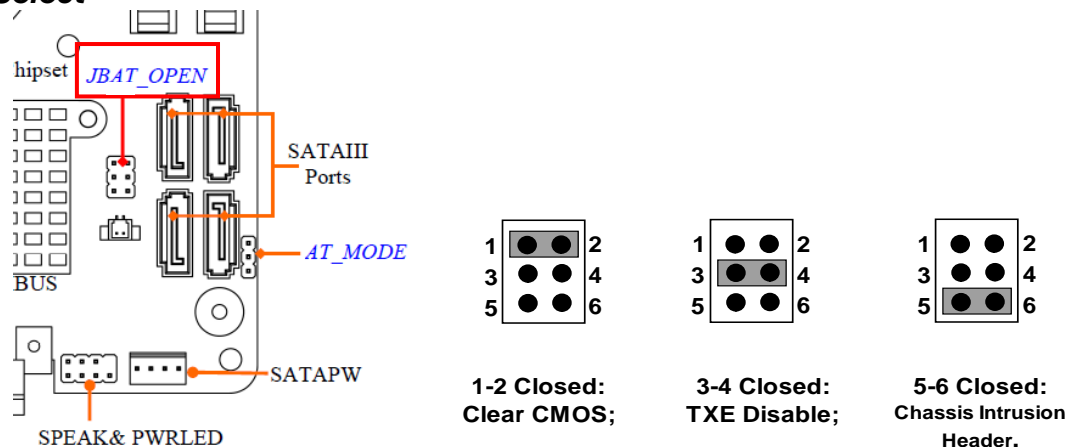 hipset
JBAT_OPEN
SATAIII
Ports
AT_MODE
BUS
SATAPW
SPEAK& PWRLED
1 2
3 4
5 6
1-2 Closed:
Clear CMOS;
1 2
3 4
5 6
3-4 Closed:
TXE Disable;
1 2
3 4
5 6
5-6 Closed:
Chassis Intrusion
Header.